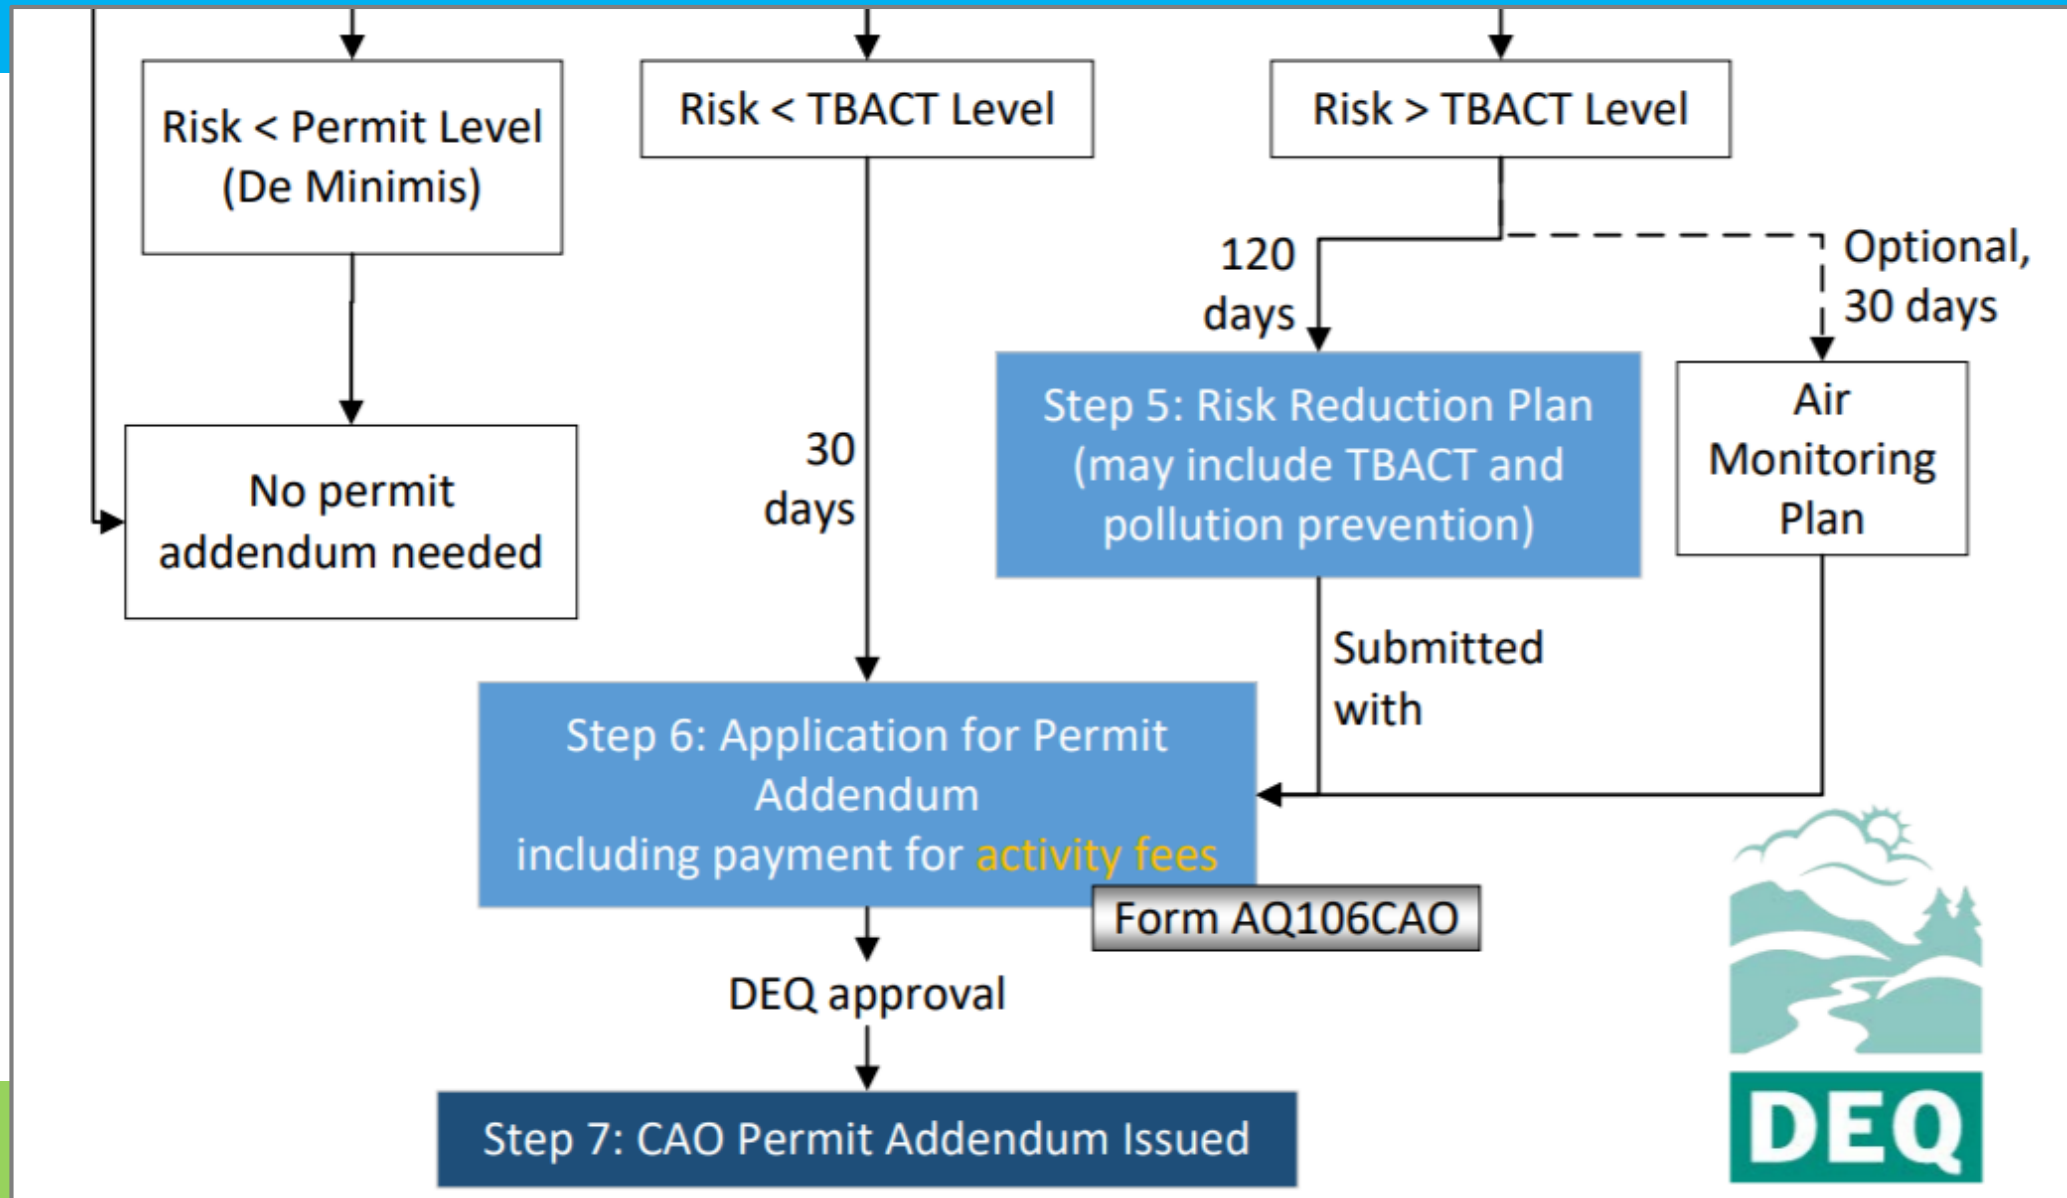 Risk < Permit Level
(De Minimis)
Risk < TBACT Level
Risk > TBACT Level
120
days
Optional,
30 days
No permit
addendum needed
30
days
Step 5: Risk Reduction Plan
(may include TBACT and
pollution prevention)
Air
Monitoring
Plan
Submitted
with
Step 6: Application for Permit
Addendum
including payment for activity fees
Form AQ106CAO
DEQ approval
Step 7: CAO Permit Addendum Issued
DEQ